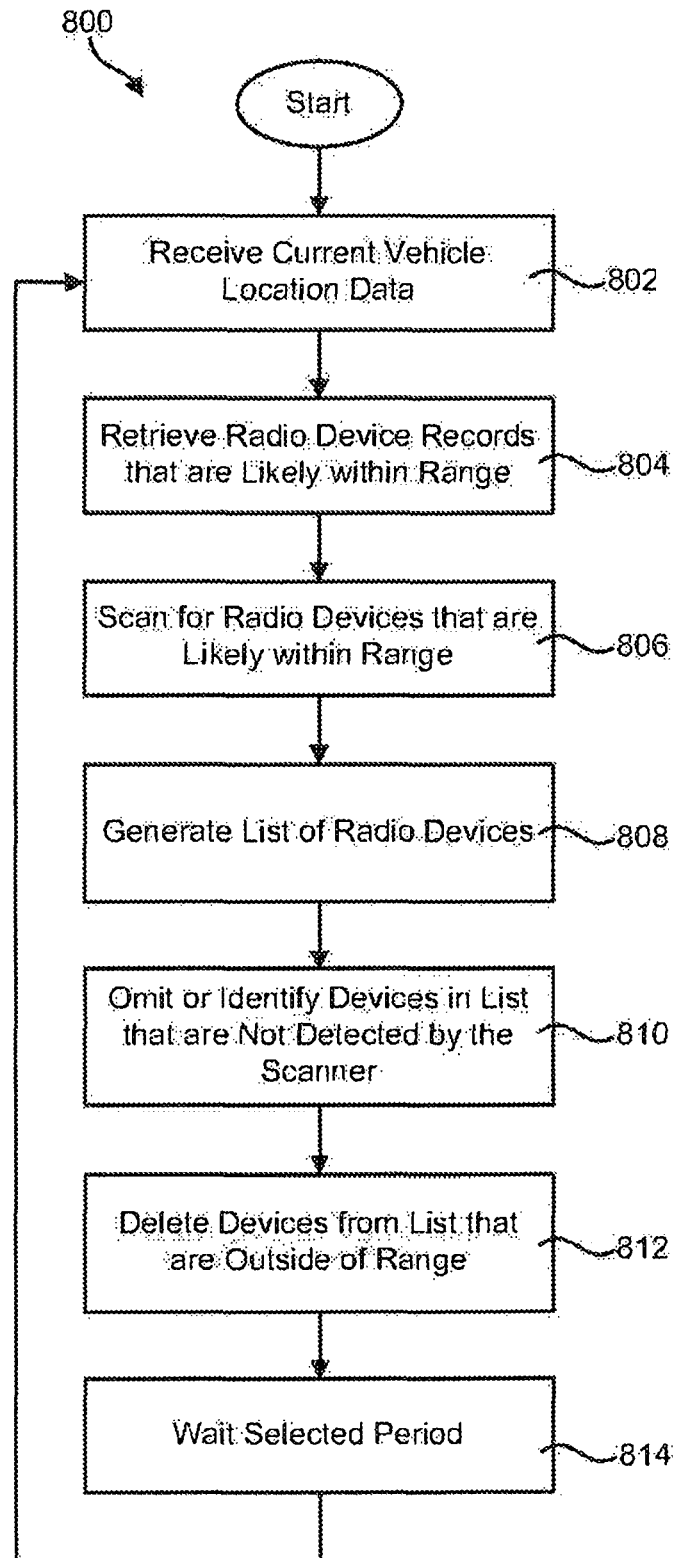 800
Start
Receive Current Vehicle
Location Data
802
Retrieve Radio Device Records
that are Likely within Range
804
Scan for Radio Devices that are
Likely within Range
806
Generate List of Radio Devices
808
Omit or Identify Devices in List
that are Not Detected by the
Scanner
810
Delete Devices from List that
are Outside of Range
812
Wait Selected Period
814